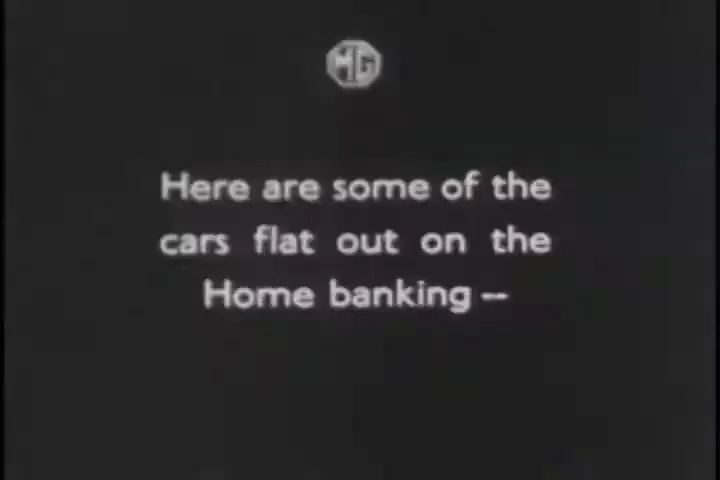 MG
Here are some of the
cars flat out on the
Home banking --